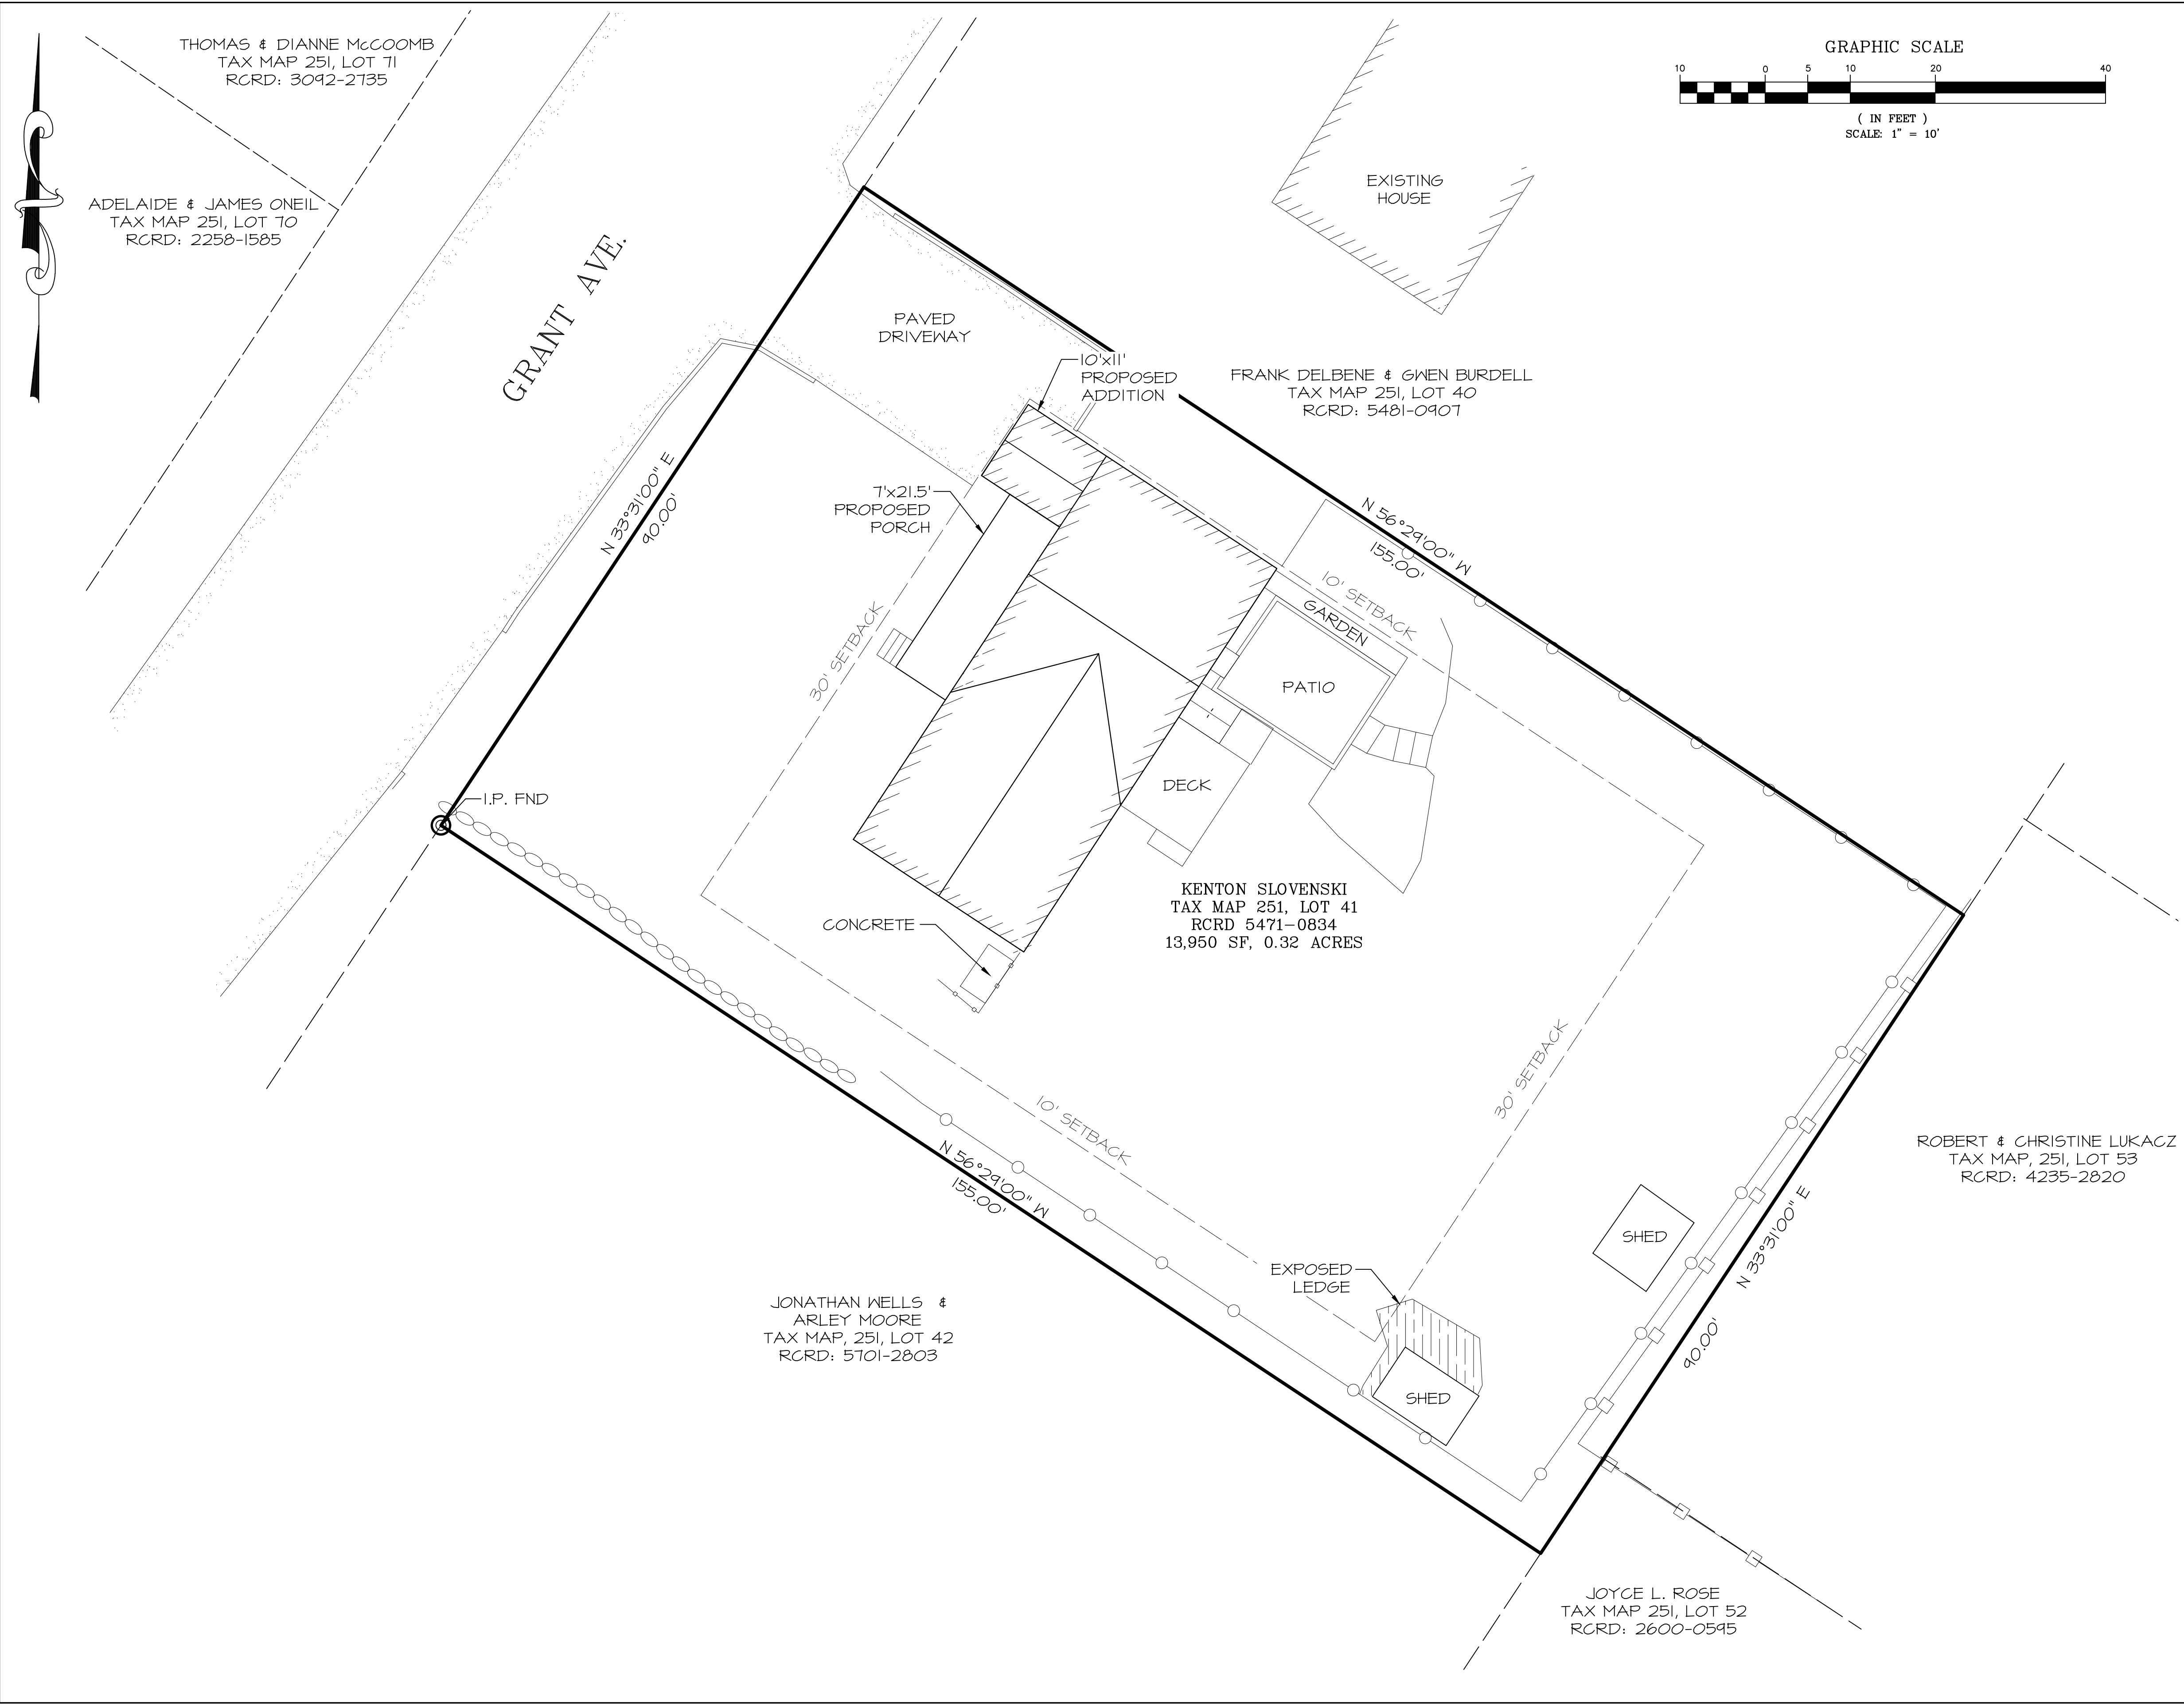 THOMAS & DIANNE McCOOMB
TAX MAP 251, LOT 71
RCRD: 3092-2735
ADELAIDE & JAMES ONEIL
TAX MAP 251, LOT 70
RCRD: 2258-1585
GRAPHIC SCALE
10 0 5 10 20 40
( IN FEET )
SCALE: 1" = 10'
EXISTING
HOUSE
GRANT AVE.
PAVED
DRIVEWAY
10'x11'
PROPOSED
ADDITION
FRANK DELBENE & GWEN BURDELL
TAX MAP 251, LOT 40
RCRD: 5481-0907
N 33°31'00" E
90.00'
7'x21.5'
PROPOSED
PORCH
N 56°29'00" W
155.00'
10' SETBACK
GARDEN
30' SETBACK
PATIO
DECK
I.P. FND
KENTON SLOVENSKI
TAX MAP 251, LOT 41
RCRD 5471-0834
13,950 SF, 0.32 ACRES
CONCRETE
30' SETBACK
10' SETBACK
N 56°29'00" W
155.00'
ROBERT & CHRISTINE LUKACZ
TAX MAP, 251, LOT 53
RCRD: 4235-2820
SHED
N 33°31'00" E
90.00'
EXPOSED
LEDGE
JONATHAN WELLS &
ARLEY MOORE
TAX MAP, 251, LOT 42
RCRD: 5701-2803
SHED
JOYCE L. ROSE
TAX MAP 251, LOT 52
RCRD: 2600-0595